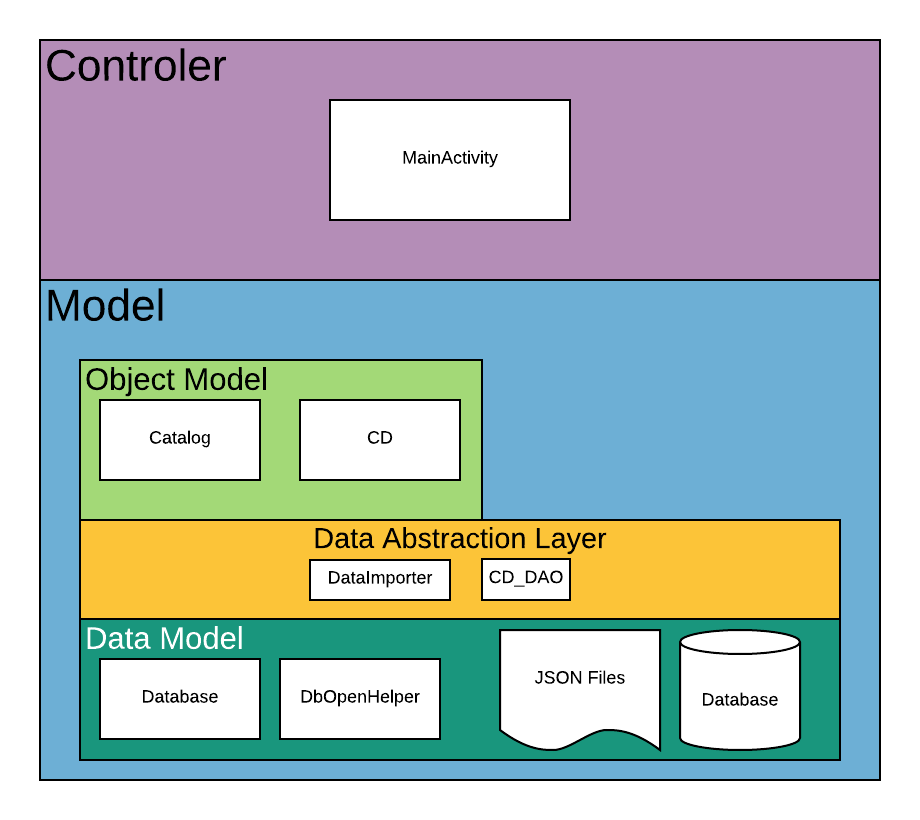 Controler
MainActivity
Model
Object Model
Catalog
CD
Data Abstraction Layer
DataImporter
CD_DAO
Data Model
Database
DbOpenHelper
JSON Files
Database